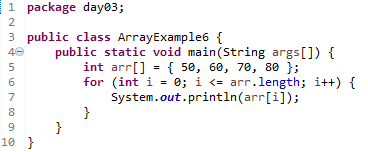 1 package day03;
2
3 public class ArrayExample6 {
4 public static void main(String args[]) {
5 int arr[] = { 50, 60, 70, 80 };
6 for (int i = 0; i <= arr.length; i++) {
7 System.out.println(arr[i]);
8 }
9 }
10 }